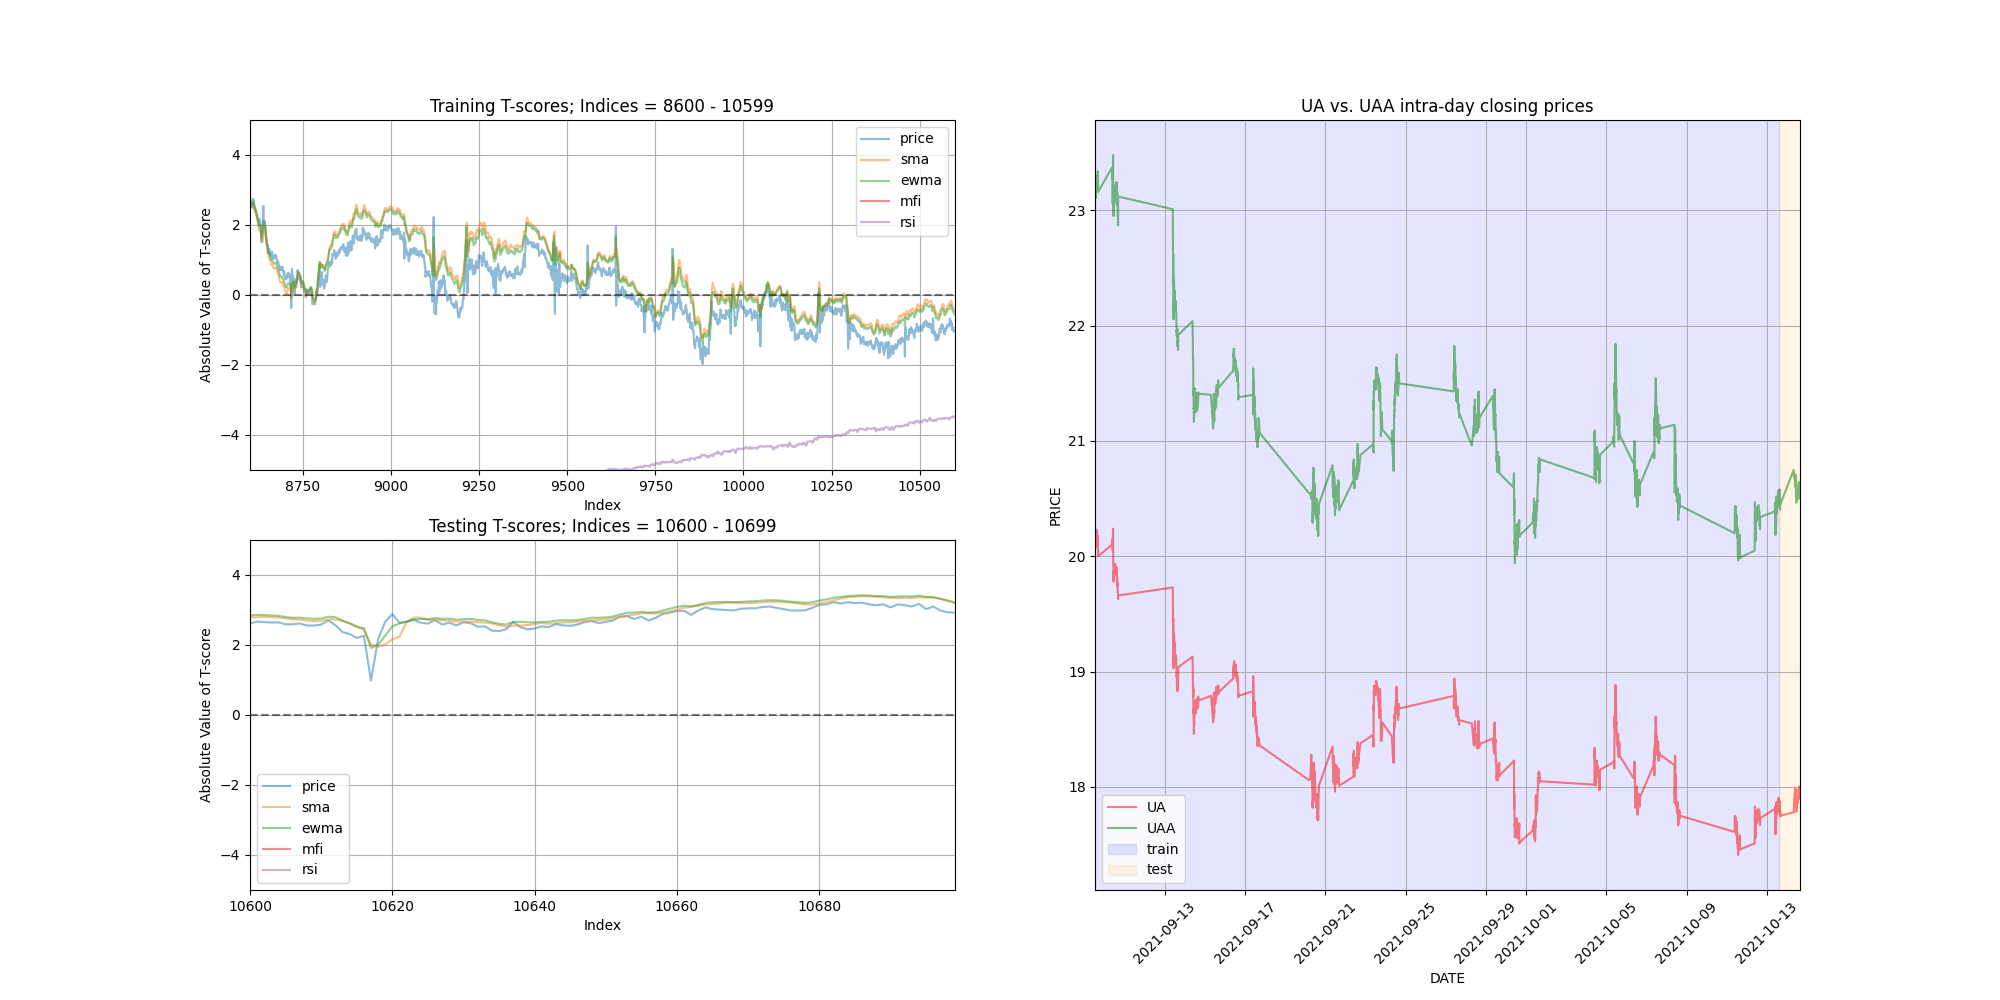 Training T-scores; Indices = 8600 - 10599
Absolute Value of T-score
4
2
0
−2
−4
price
sma
ewma
mfi
rsi
8750 9000 9250 9500 9750 10000 10250 10500
Index
Testing T-scores; Indices = 10600 - 10699
Absolute Value of T-score
4
2
0
−2
−4
price
sma
ewma
mfi
rsi
10600 10620 10640 10660 10680
Index
UA vs. UAA intra-day closing prices
PRICE
23
22
21
20
19
18
UA
UAA
train
test
2021-09-13 2021-09-17 2021-09-21 2021-09-25 2021-09-29 2021-10-01 2021-10-05 2021-10-09 2021-10-13
DATE